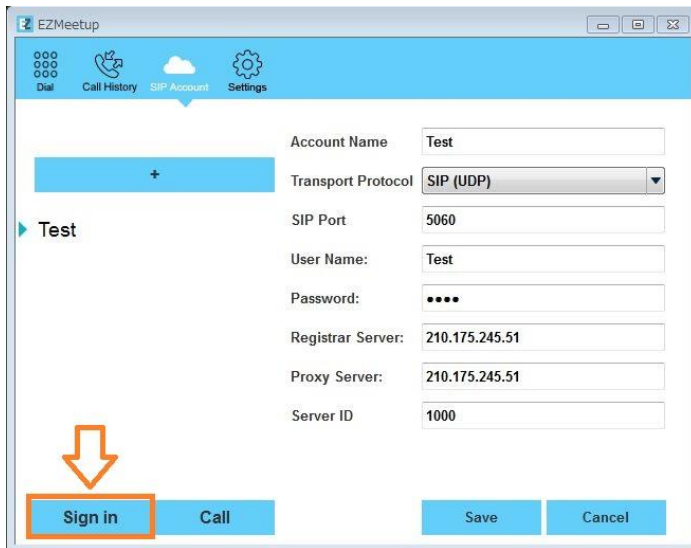 EZMeetup
Dial Call History SIP Account Settings
+
Test
Account Name Test
Transport Protocol SIP (UDP)
SIP Port 5060
User Name: Test
Password: ••••
Registrar Server: 210.175.245.51
Proxy Server: 210.175.245.51
Server ID 1000
Sign in Call Save Cancel